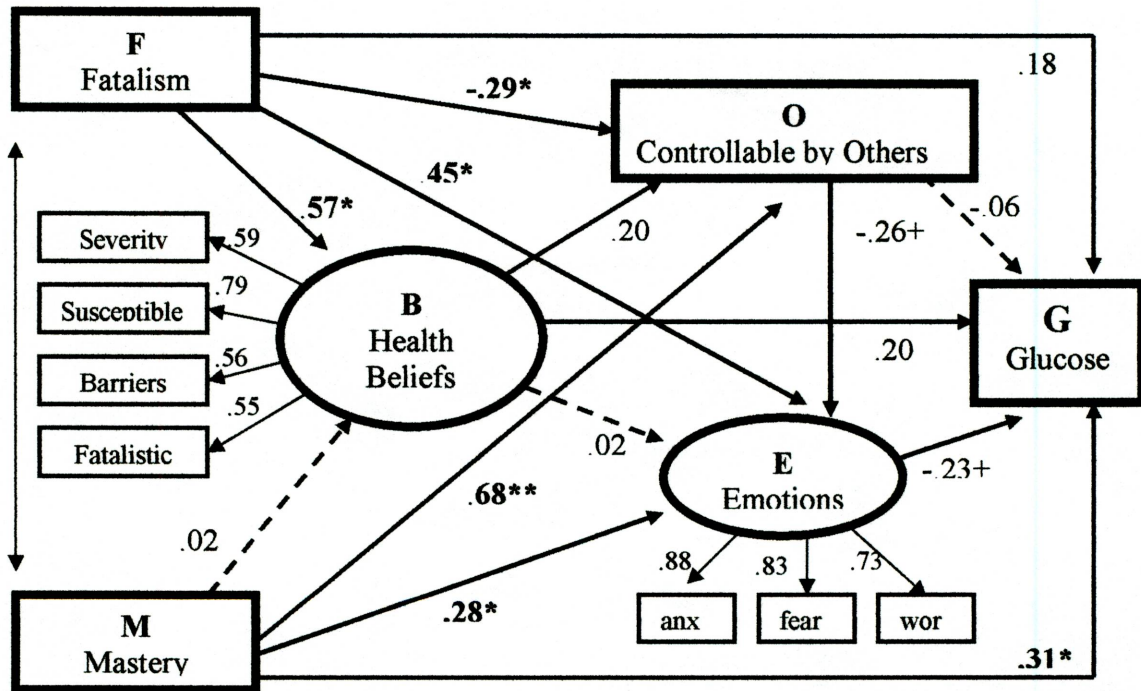 F
Fatalism
.18
-.29*
O
Controllable by Others
.45*
.57*
.20
-.26+
-.06
Severity
.59
Susceptible
.79
Barriers
.56
Fatalistic
.55
B
Health
Beliefs
G
Glucose
.20
.02
E
Emotions
-.23+
.68**
.02
.88
.83
.73
anx
fear
wor
.28*
M
Mastery
.31*